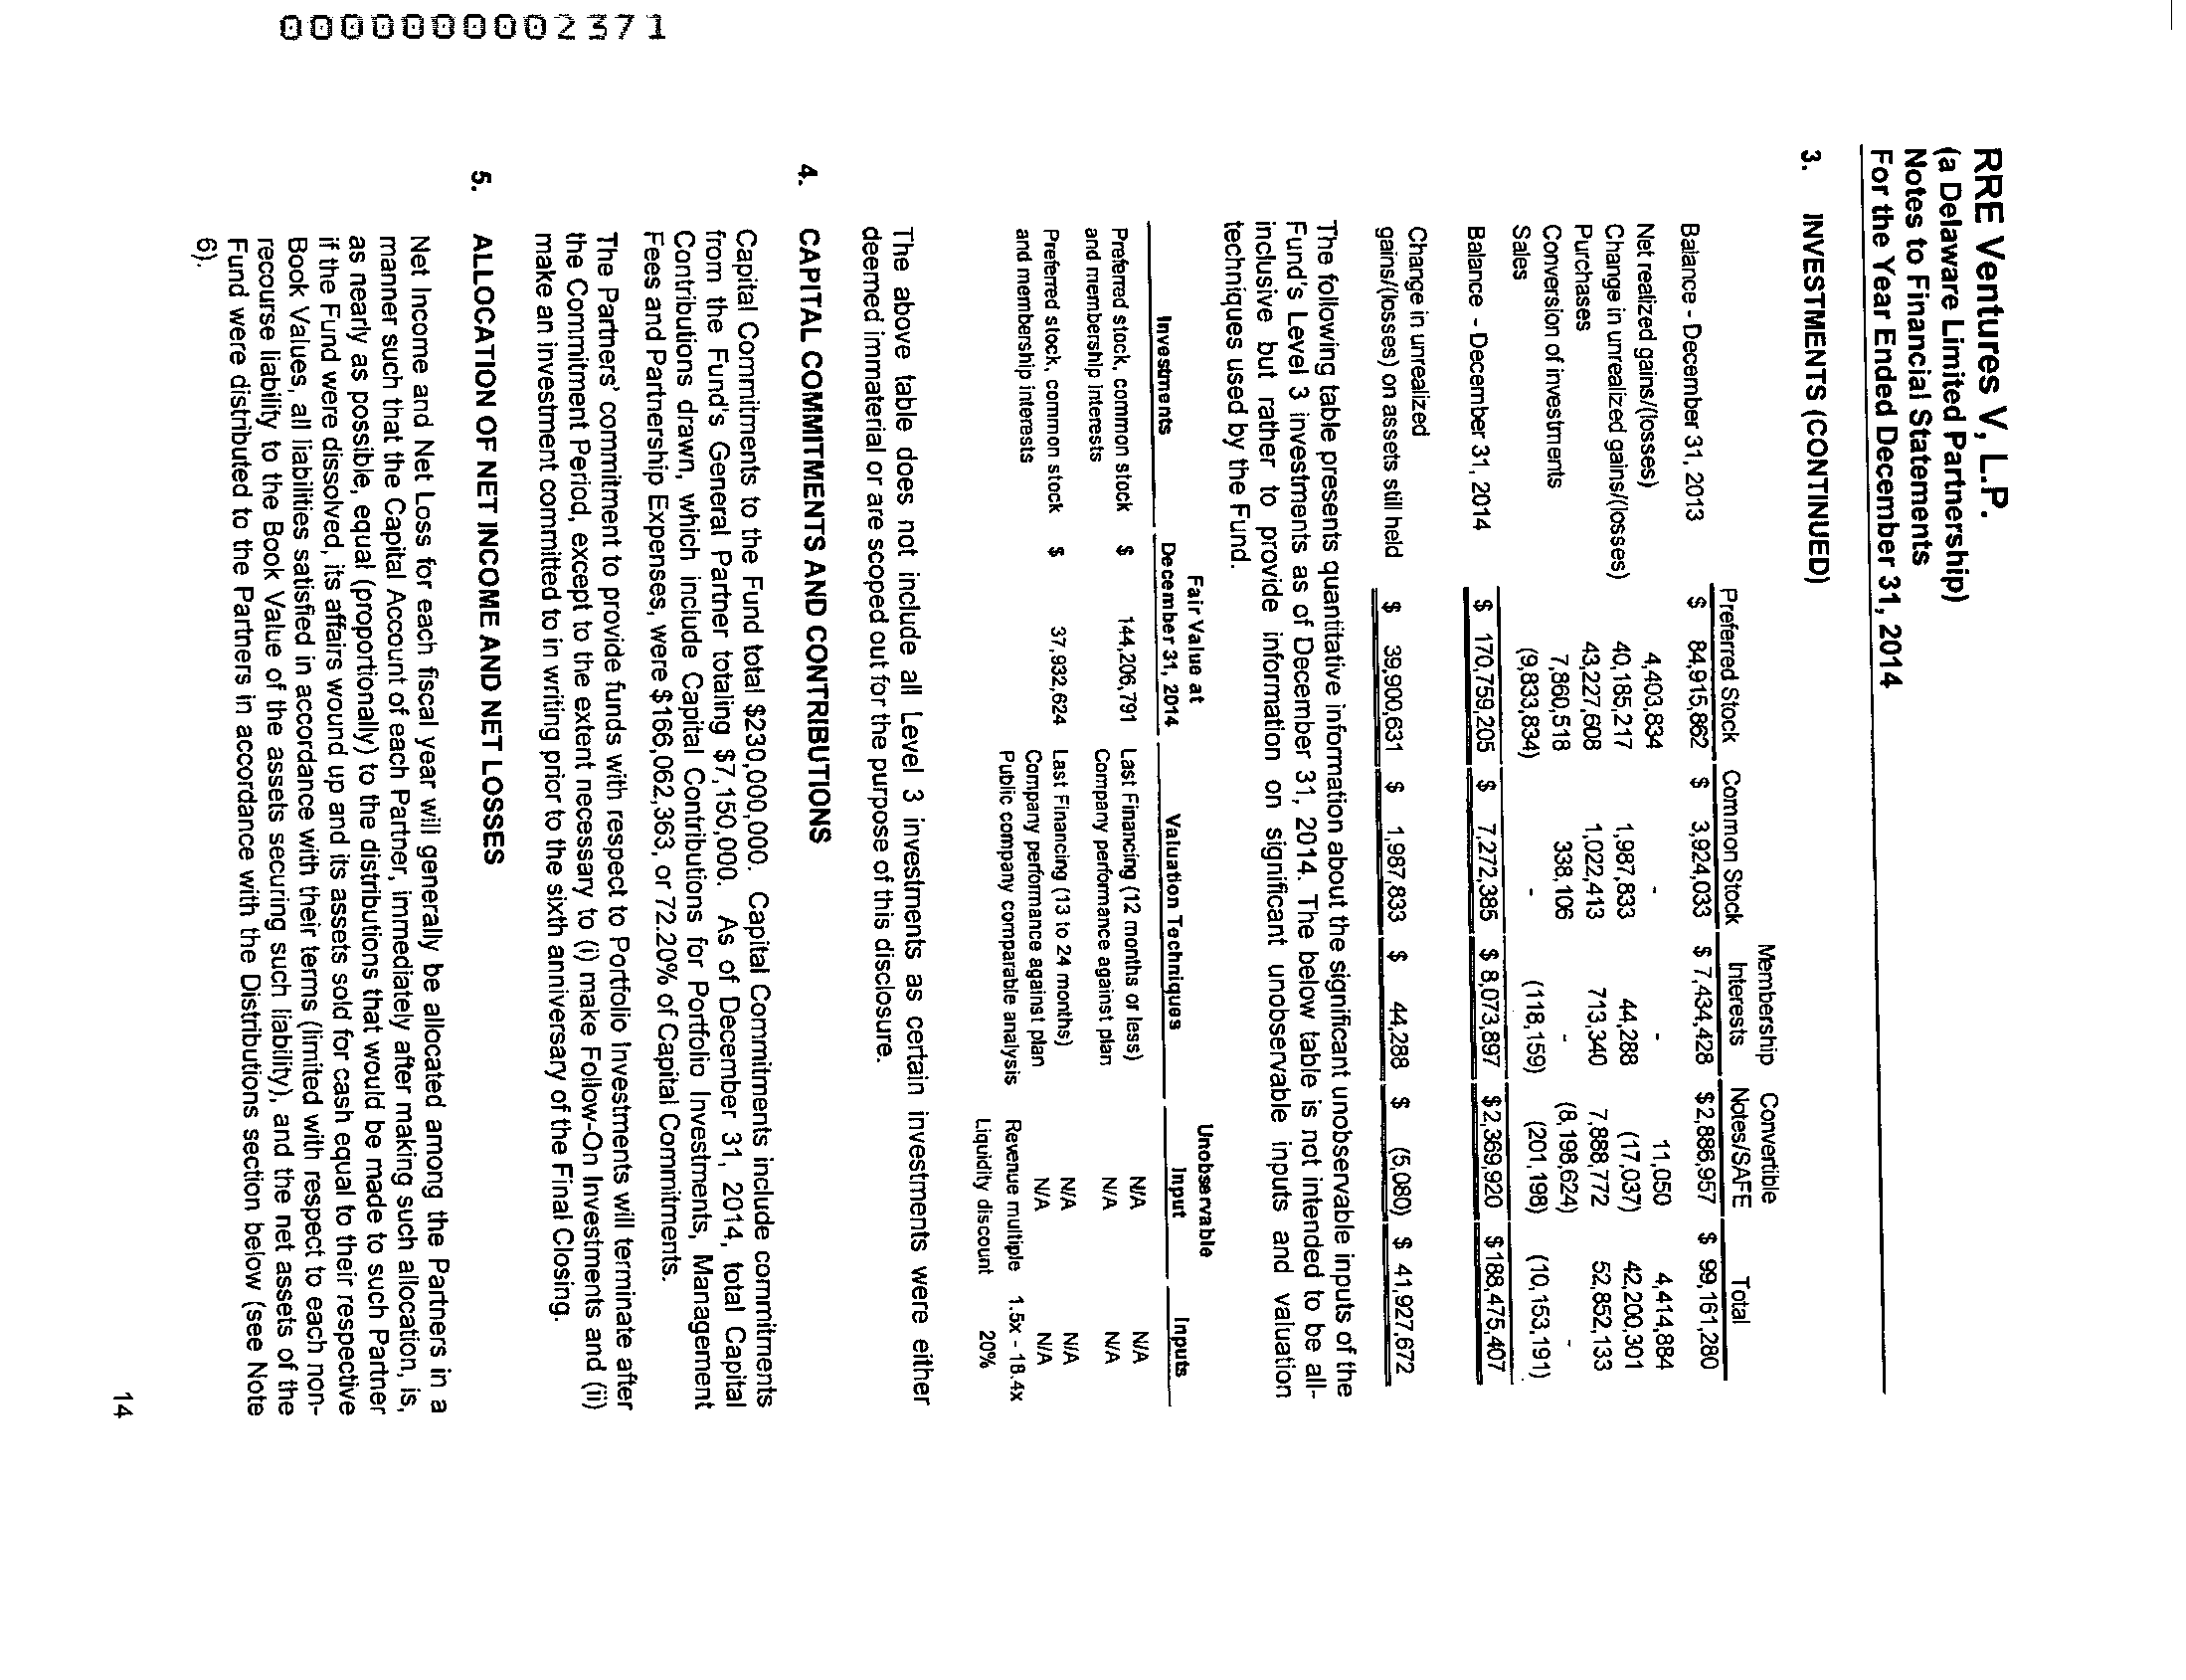 RRE Ventures V, L.P.
(a Delaware Limited Partnership)
Notes to Financial Statements
For the Year Ended December 31, 2014
3. INVESTMENTS (CONTINUED)
Membership Convertible
Preferred Stock Common Stock Interests Notes/SAFE Total
Balance - December 31, 2013 $ 84,915,862 $ 3,924,033 $ 7,434,428 $2,886,957 $ 99,161,280
Net realized gains/(losses) 4,403,834 - - 11,050 4,414,884
Change in unrealized gains/(losses) 40,185,217 1,987,833 44,288 (17,037) 42,200,301
Purchases 43,227,608 1,022,413 713,340 7,888,772 52,852,133
Conversion of investments 7,860,518 338,106 - (8,198,624) -
Sales (9,833,834) - (118,159) (201,198) (10,153,191)
Balance - December 31, 2014 $ 170,759,205 $ 7,272,385 $ 8,073,897 $2,369,920 $188,475,407
Change in unrealized
gains/(losses) on assets still held $ 39,900,631 $ 1,987,833 $ 44,288 $ (5,080) $ 41,927,672
The following table presents quantitative information about the significant unobservable inputs of the
Fund's Level 3 investments as of December 31, 2014. The below table is not intended to be all-
inclusive but rather to provide information on significant unobservable inputs and valuation
techniques used by the Fund.
Fair Value at Unobservable
Investments December 31, 2014 Valuation Techniques Input Inputs
Preferred stock, common stock $ 144,206,791 Last Financing (12 months or less) N/A N/A
and membership interests Company performance against plan N/A N/A
Preferred stock, common stock $ 37,932,624 Last Financing (13 to 24 months) N/A N/A
and membership interests Company performance against plan N/A N/A
Public company comparable analysis Revenue multiple 1.5x - 18.4x
Liquidity discount 20%
The above table does not include all Level 3 investments as certain investments were either
deemed immaterial or are scoped out for the purpose of this disclosure.
4. CAPITAL COMMITMENTS AND CONTRIBUTIONS
Capital Commitments to the Fund total $230,000,000. Capital Commitments include commitments
from the Fund's General Partner totaling $7,150,000. As of December 31, 2014, total Capital
Contributions drawn, which include Capital Contributions for Portfolio Investments, Management
Fees and Partnership Expenses, were $166,062,363, or 72.20% of Capital Commitments.
The Partners' commitment to provide funds with respect to Portfolio Investments will terminate after
the Commitment Period, except to the extent necessary to (i) make Follow-On Investments and (ii)
make an investment committed to in writing prior to the sixth anniversary of the Final Closing.
5. ALLOCATION OF NET INCOME AND NET LOSSES
Net Income and Net Loss for each fiscal year will generally be allocated among the Partners in a
manner such that the Capital Account of each Partner, immediately after making such allocation, is,
as nearly as possible, equal (proportionally) to the distributions that would be made to such Partner
if the Fund were dissolved, its affairs wound up and its assets sold for cash equal to their respective
Book Values, all liabilities satisfied in accordance with their terms (limited with respect to each non-
recourse liability to the Book Value of the assets securing such liability), and the net assets of the
Fund were distributed to the Partners in accordance with the Distributions section below (see Note
6).
14
0000000002371